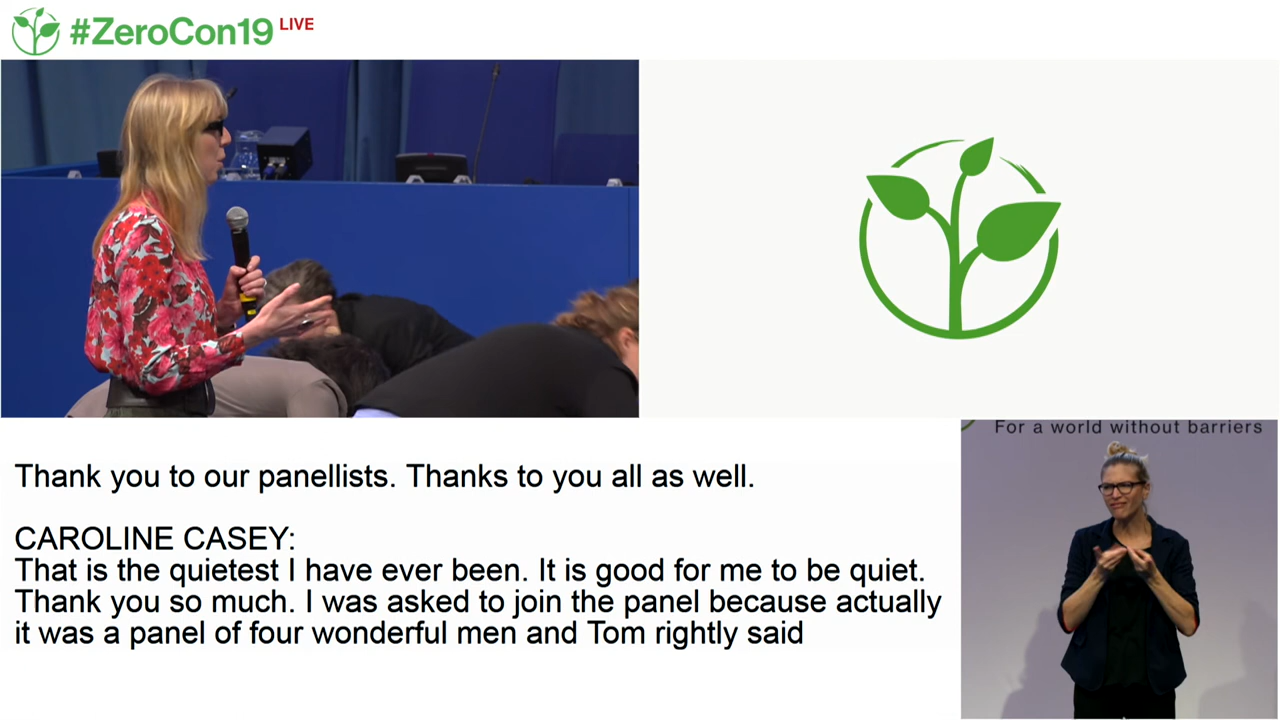 #ZeroCon19 LIVE
For a world without barriers
Thank you to our panellists. Thanks to you all as well.
CAROLINE CASEY:
That is the quietest I have ever been. It is good for me to be quiet.
Thank you so much. I was asked to join the panel because actually
it was a panel of four wonderful men and Tom rightly said